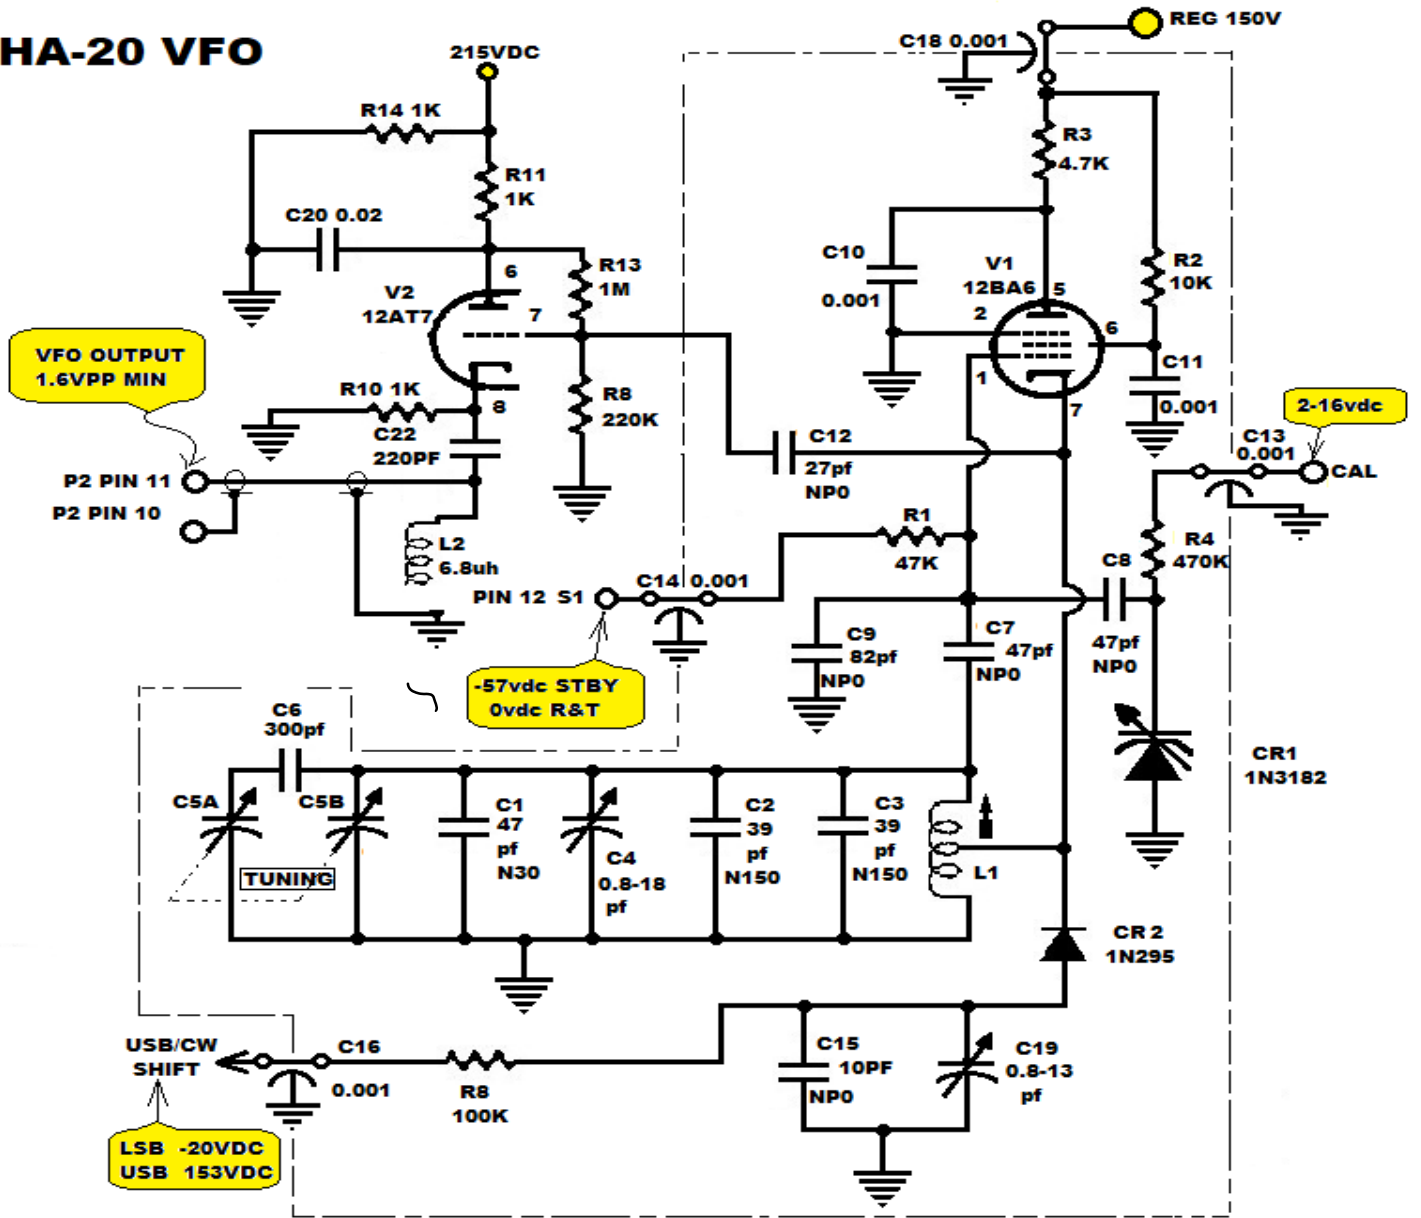 HA-20 VFO
215VDC
REG 150V
C18 0.001
R14 1K
R11
1K
R3
4.7K
C20 0.02
6
R13
1M
V2
12AT7
7
C10
0.001
V1
12BA6
5
2
R2
10K
6
VFO OUTPUT
1.6VPP MIN
R10 1K
8
R8
220K
1
7
C11
0.001
2-16vdc
C22
220PF
C12
27pf
NP0
C13
0.001
CAL
P2 PIN 11
P2 PIN 10
L2
6.8uh
R1
47K
R4
470K
C8
47pf
NP0
PIN 12 S1
C14 0.001
C9
82pf
NP0
C7
47pf
NP0
-57vdc STBY
0vdc R&T
C6
300pf
CR1
1N3182
C5A
C5B
C1
47
pf
N30
C4
0.8-18
pf
C2
39
pf
N150
C3
39
pf
N150
L1
TUNING
CR2
1N295
USB/CW
SHIFT
C16
0.001
R8
100K
C15
10PF
NP0
C19
0.8-13
pf
LSB -20VDC
USB 153VDC